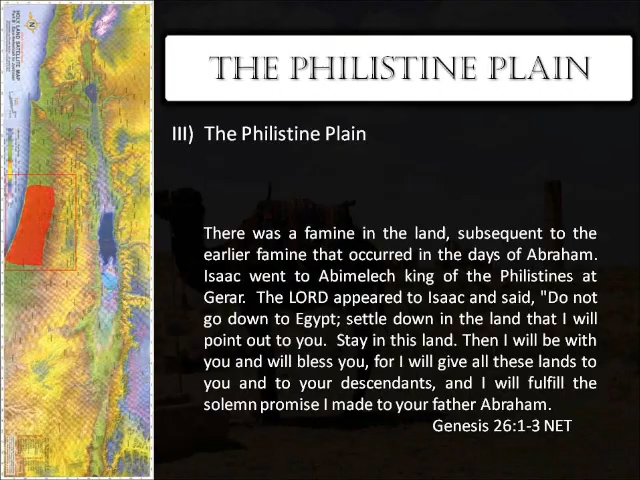 HOLY LAND SATELLITE MAP
THE PHILISTINE PLAIN
III) The Philistine Plain
There was a famine in the land, subsequent to the
earlier famine that occurred in the days of Abraham.
Isaac went to Abimelech king of the Philistines at
Gerar. The LORD appeared to Isaac and said, "Do not
go down to Egypt; settle down in the land that I will
point out to you. Stay in this land. Then I will be with
you and will bless you, for I will give all these lands to
you and to your descendants, and I will fulfill the
solemn promise I made to your father Abraham.
Genesis 26:1-3 NET